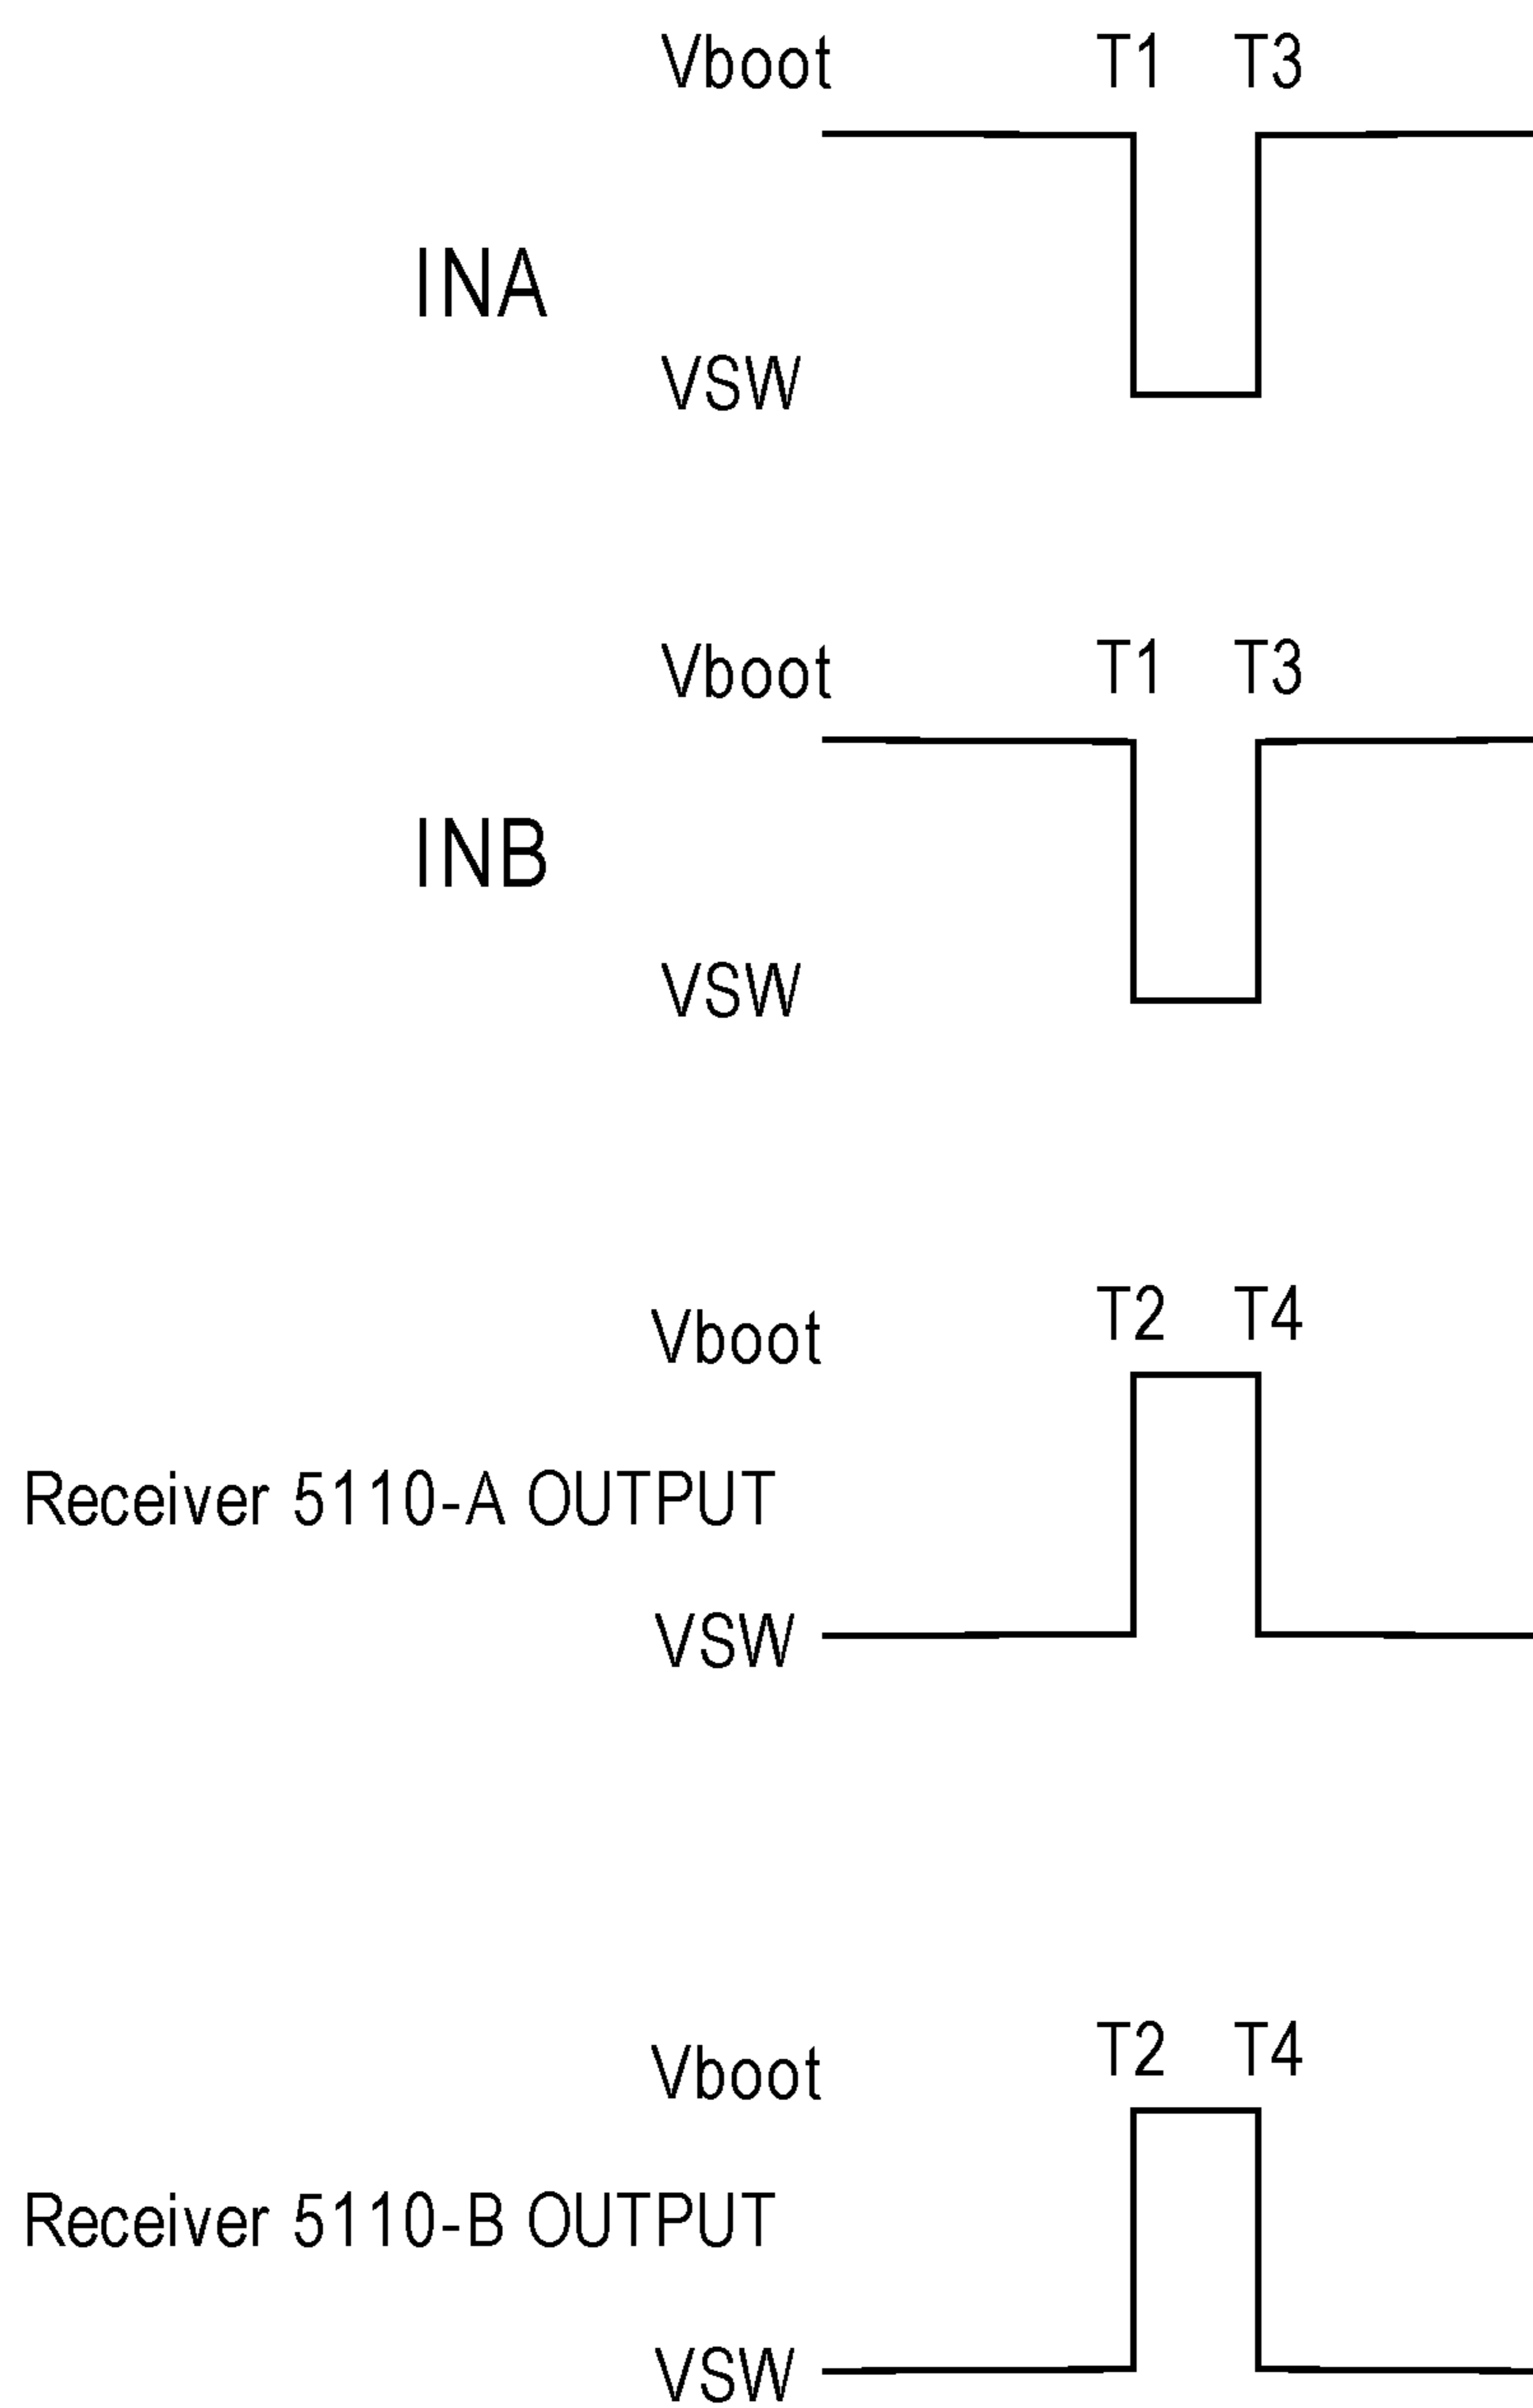 Vboot T1 T3
INA
VSW
Vboot T1 T3
INB
VSW
T2 T4
Vboot
Receiver 5110-A OUTPUT
VSW
T2 T4
Vboot
Receiver 5110-B OUTPUT
VSW